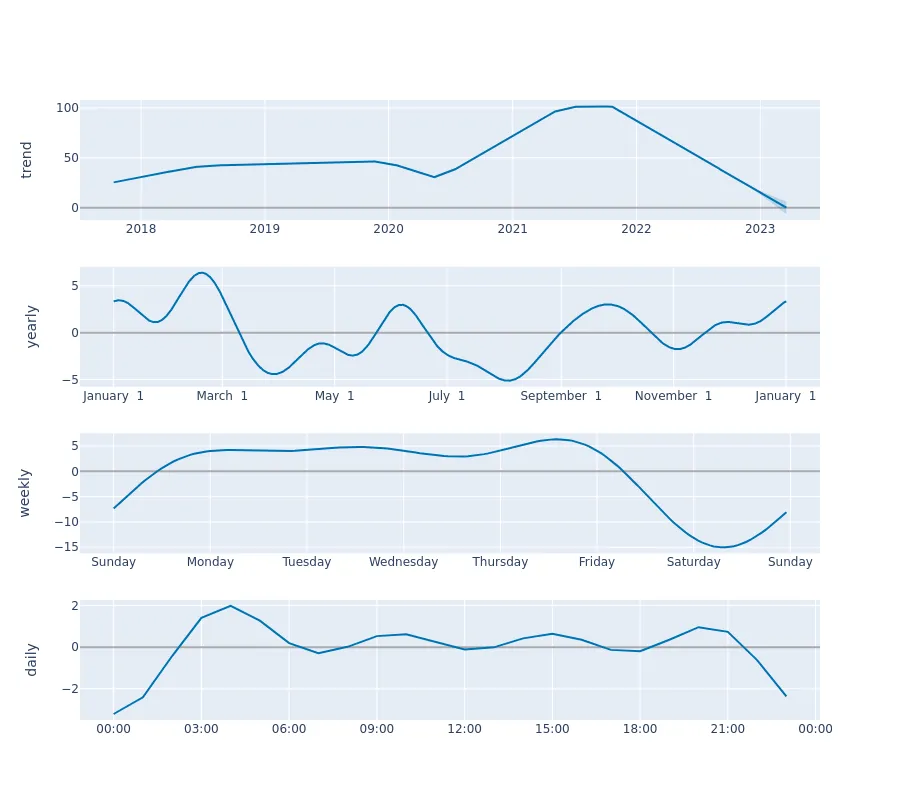 trend
100
50
0
2018 2019 2020 2021 2022 2023
yearly
5
0
−5
January 1 March 1 May 1 July 1 September 1 November 1 January 1
weekly
5
0
−5
−10
−15
Sunday Monday Tuesday Wednesday Thursday Friday Saturday Sunday
daily
2
0
−2
00:00 03:00 06:00 09:00 12:00 15:00 18:00 21:00 00:00